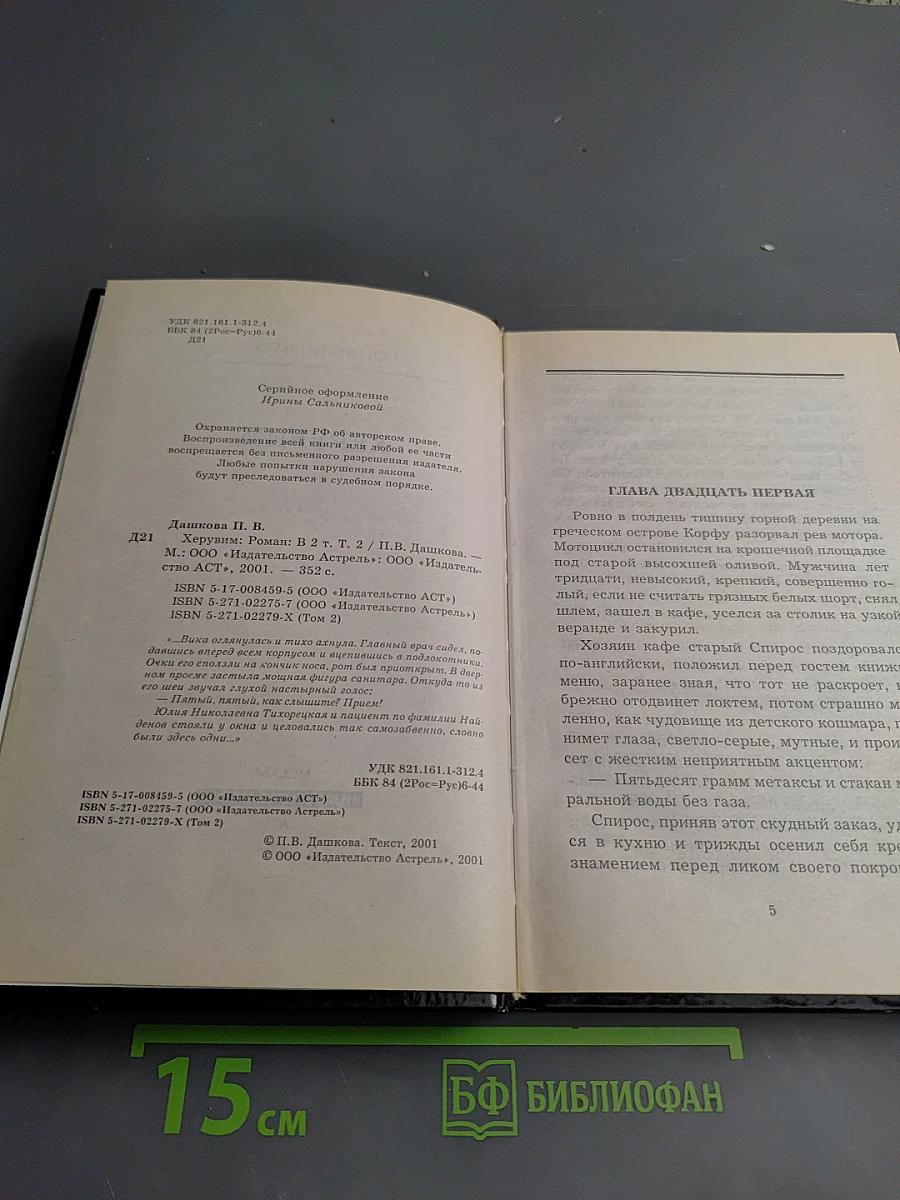 УДК 821.161.1-312.4
ББК 84 (2Рос=Рус)6-44
Д21
Серийное оформление
Ирины Сальниковой
Охраняется законом РФ об авторском праве.
Воспроизведение всей книги или любой ее части
воспрещается без письменного разрешения издателя.
Любые попытки нарушения закона
будут преследоваться в судебном порядке.
Дашкова П. В.
Д21 Херувим: Роман: В 2 т. Т. 2 / П.В. Дашкова. —
М.: ООО «Издательство Астрель»: ООО «Издатель-
ство АСТ», 2001. — 352 с.
ISBN 5-17-008459-5 (ООО «Издательство АСТ»)
ISBN 5-271-02275-7 (ООО «Издательство Астрель»)
ISBN 5-271-02279-X (Том 2)
«...Вика оглянулась и тихо ахнула. Главный врач сидел, по-
давшись вперед всем корпусом и вцепившись в подлокотники.
Очки его сползли на кончик носа, рот был приоткрыт. В двер-
ном проеме застыла мощная фигура санитара. Откуда-то из
его шеи звучал глухой настырный голос:
— Пятый, пятый, как слышите? Прием!
Юлия Николаевна Тихорецкая и пациент по фамилии Най-
денов стояли у окна и целовались так самозабвенно, словно
были здесь одни...»
УДК 821.161.1-312.4
ББК 84 (2Рос=Рус)6-44
ISBN 5-17-008459-5 (ООО «Издательство АСТ»)
ISBN 5-271-02275-7 (ООО «Издательство Астрель»)
ISBN 5-271-02279-X (Том 2)
© П.В. Дашкова. Текст, 2001
© ООО «Издательство Астрель», 2001
ГЛАВА ДВАДЦАТЬ ПЕРВАЯ
Ровно в полдень тишину горной деревни на
греческом острове Корфу разорвал рев мотора.
Мотоцикл остановился на крошечной площадке
под старой высохшей оливой. Мужчина лет
тридцати, невысокий, крепкий, совершенно го-
лый, если не считать грязных белых шорт, снял
шлем, зашел в кафе, уселся за столик на узкой
веранде и закурил.
Хозяин кафе старый Спирос поздоровался
по-английски, положил перед гостем книжку
меню, заранее зная, что тот не раскроет,
брежно отодвинет локтем, потом страшно
ленно, как чудовище из детского кошмара,
нимет глаза, светло-серые, мутные, и
сет с жестким неприятным акцентом:
— Пятьдесят грамм метаксы и стакан
ральной воды без газа.
Спирос, приняв этот скудный заказ,
ся в кухню и трижды осенил себя
знамением перед ликом своего
5
15 см
БФ БИБЛИОФАН